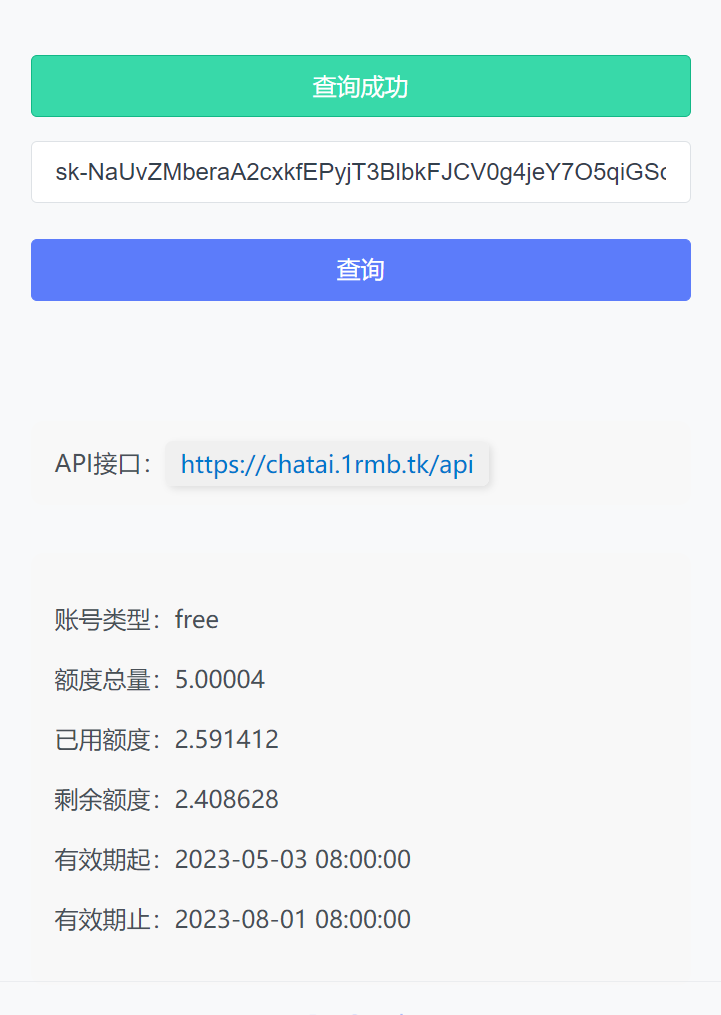 查询成功
sk-NaUvZMberaA2cxkfEPyjT3BlbkFJCV0g4jeY7O5qiGSc
查询
API接口： https://chatai.1rmb.tk/api
账号类型：free
额度总量：5.00004
已用额度：2.591412
剩余额度：2.408628
有效期起：2023-05-03 08:00:00
有效期止：2023-08-01 08:00:00